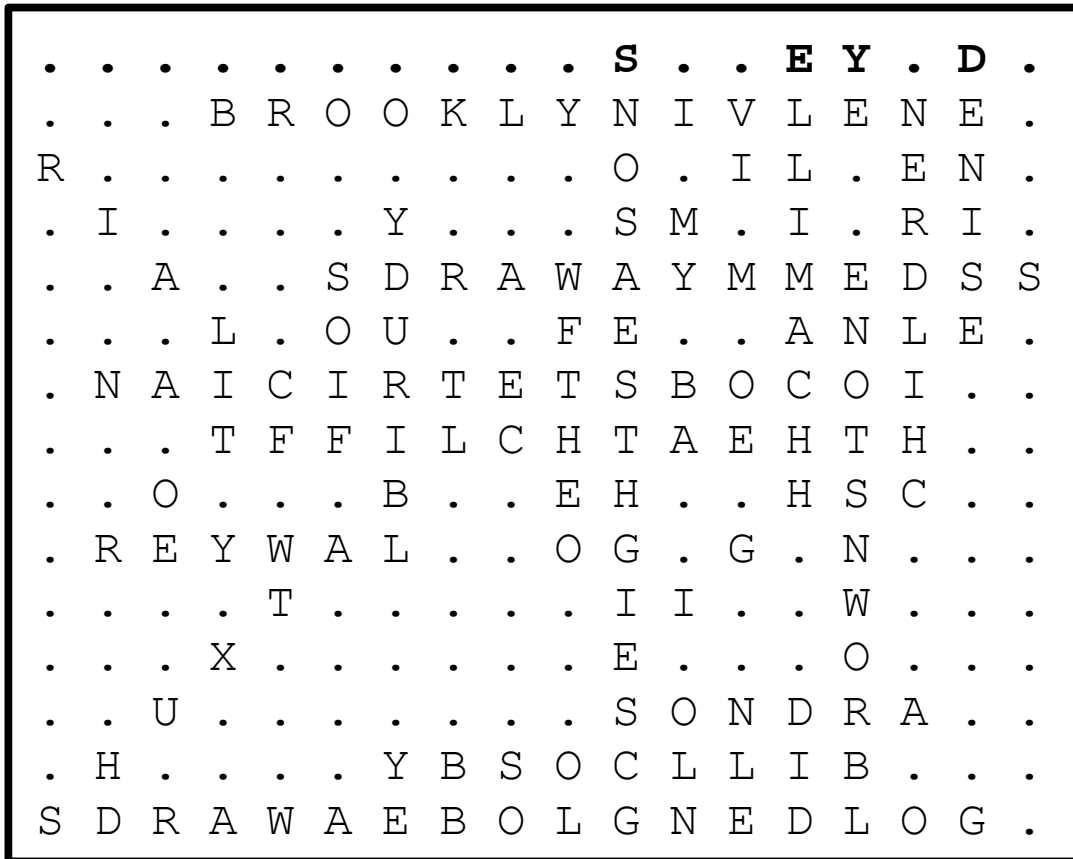 . . . . . . . . . . S . . E Y . D .
. . . B R O O K L Y N I V L E N E .
R . . . . . . . . . O . I L . E N .
. I . . . . Y . . . S M . I . R I .
. . A . . S D R A W A Y M M E D S S
. . . L . O U . . F E . . A N L E .
. N A I C I R T E T S B O C O I . .
. . . T F F I L C H T A E H T H . .
. . O . . . B . . E H . . H S C . .
. R E Y W A L . . O G . G . N . . .
. . . . T . . . . . I I . . W . . .
. . . X . . . . . . E . . . O . . .
. . U . . . . . . . S O N D R A . .
. H . . . . Y B S O C L L I B . . .
S D R A W A E B O L G N E D L O G .